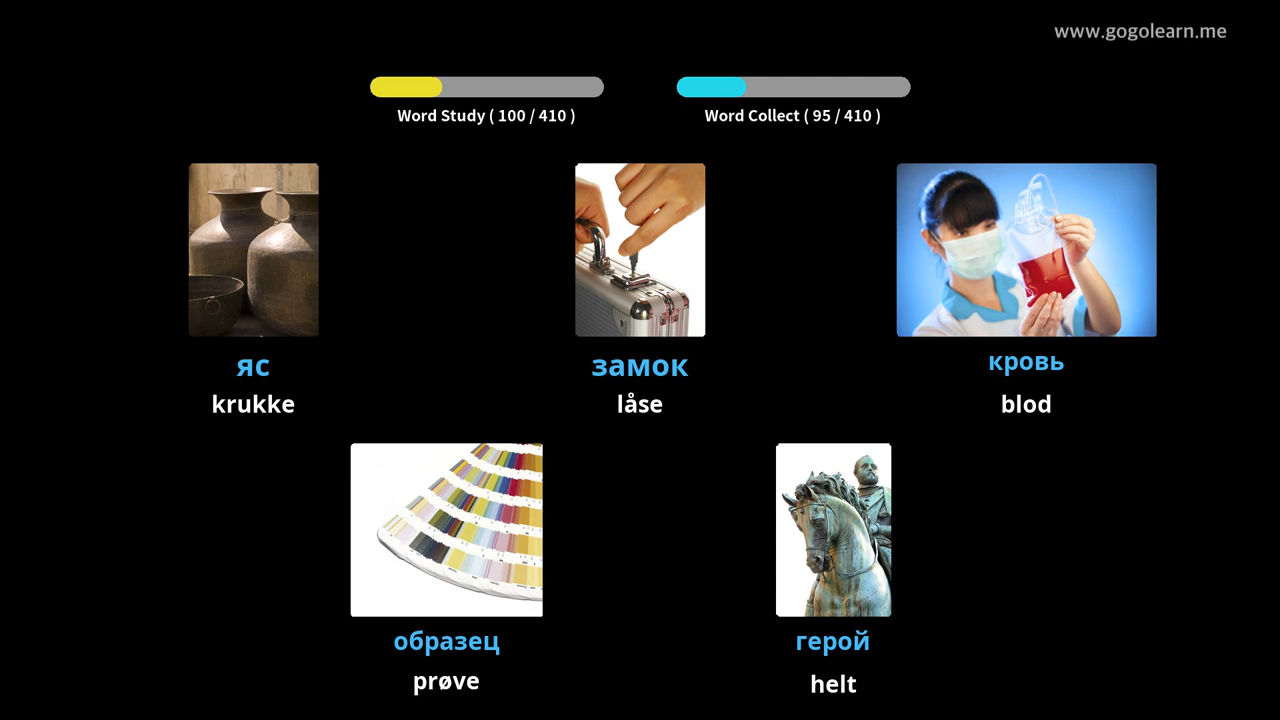 www.gogolearn.me
Word Study ( 100 / 410 )
Word Collect ( 95 / 410 )
яс
krukke
замок
låse
кровь
blod
образец
prøve
герой
helt